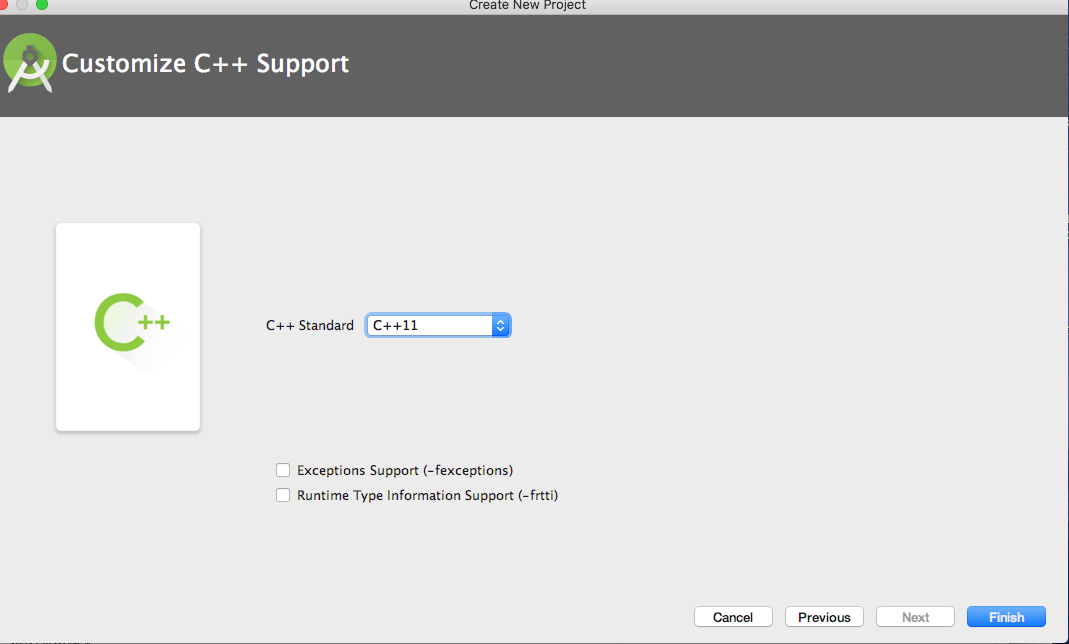 Create New Project
Customize C++ Support
C++
C++ Standard C++11
Exceptions Support (-fexceptions)
Runtime Type Information Support (-frtti)
Cancel Previous Next Finish